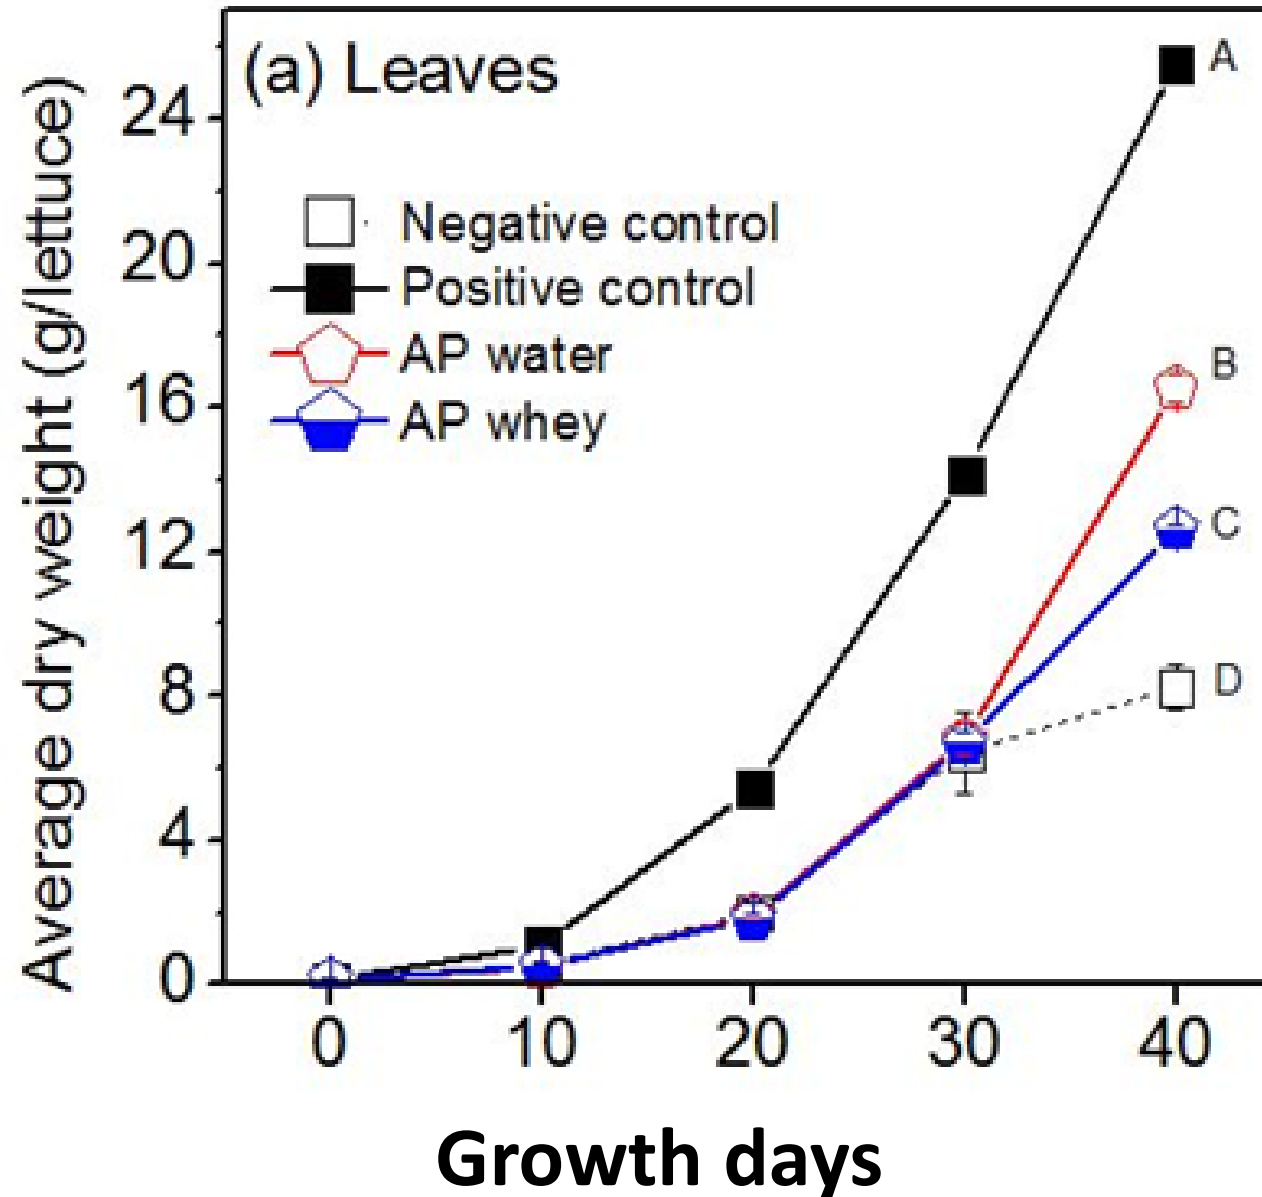 (a) Leaves
Negative control
Positive control
AP water
AP whey
A
B
C
D
Average dry weight (g/lettuce)
24
20
16
12
8
4
0
0 10 20 30 40
Growth days